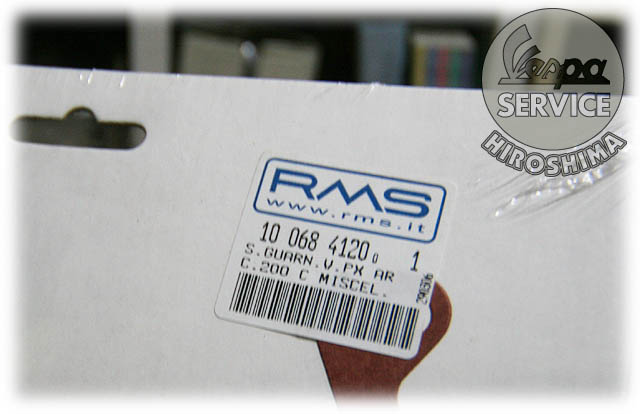 Vespa
SERVICE
HIROSHIMA
RMS
www.rms.it
10 068 4120 0 1
S.GUARN.V.PX AR
C.200 C MISCEL.